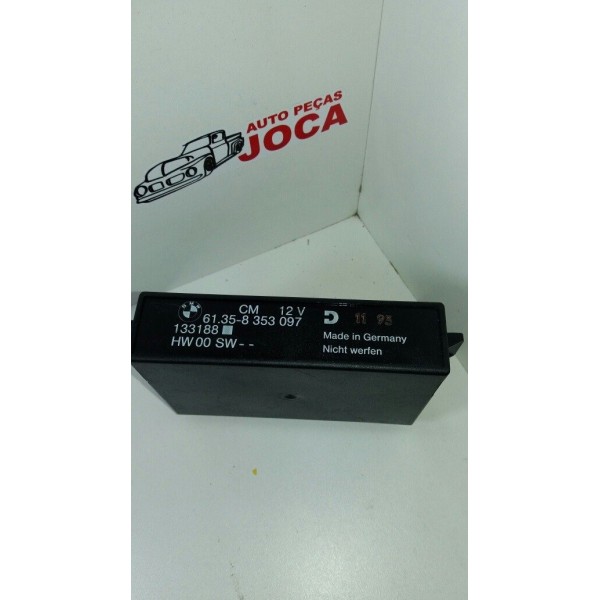 AUTO PEÇAS
JOCA
BMW
CM 12 V
61.35-8 353 097
133188
HW 00 SW - -
D 11 95
Made in Germany
Nicht werfen